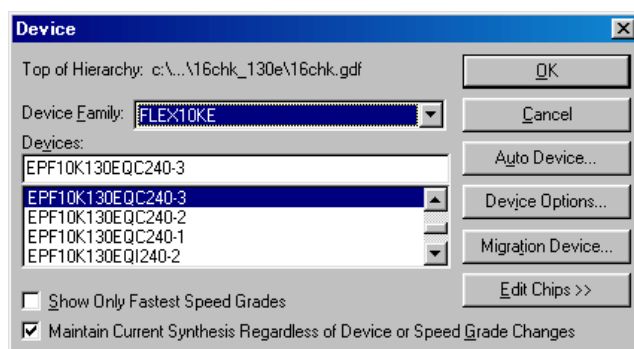 Device
Top of Hierarchy: c:\...\16chk_130e\16chk.gdf
Device Family: FLEX10KE
Devices:
EPF10K130EQC240-3
EPF10K130EQC240-3
EPF10K130EQC240-2
EPF10K130EQC240-1
EPF10K130EQI240-2
Show Only Fastest Speed Grades
Maintain Current Synthesis Regardless of Device or Speed Grade Changes
OK
Cancel
Auto Device...
Device Options...
Migration Device...
Edit Chips >>